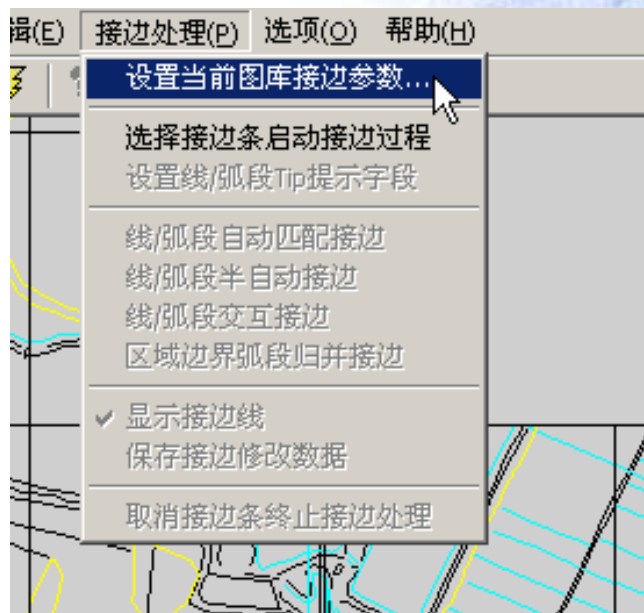 辑(E) 接边处理(P) 选项(O) 帮助(H)
设置当前图库接边参数...
选择接边条启动接边过程
设置线/弧段Tip提示字段
线/弧段自动匹配接边
线/弧段半自动接边
线/弧段交互接边
区域边界弧段归并接边
显示接边线
保存接边修改数据
取消接边条终止接边处理